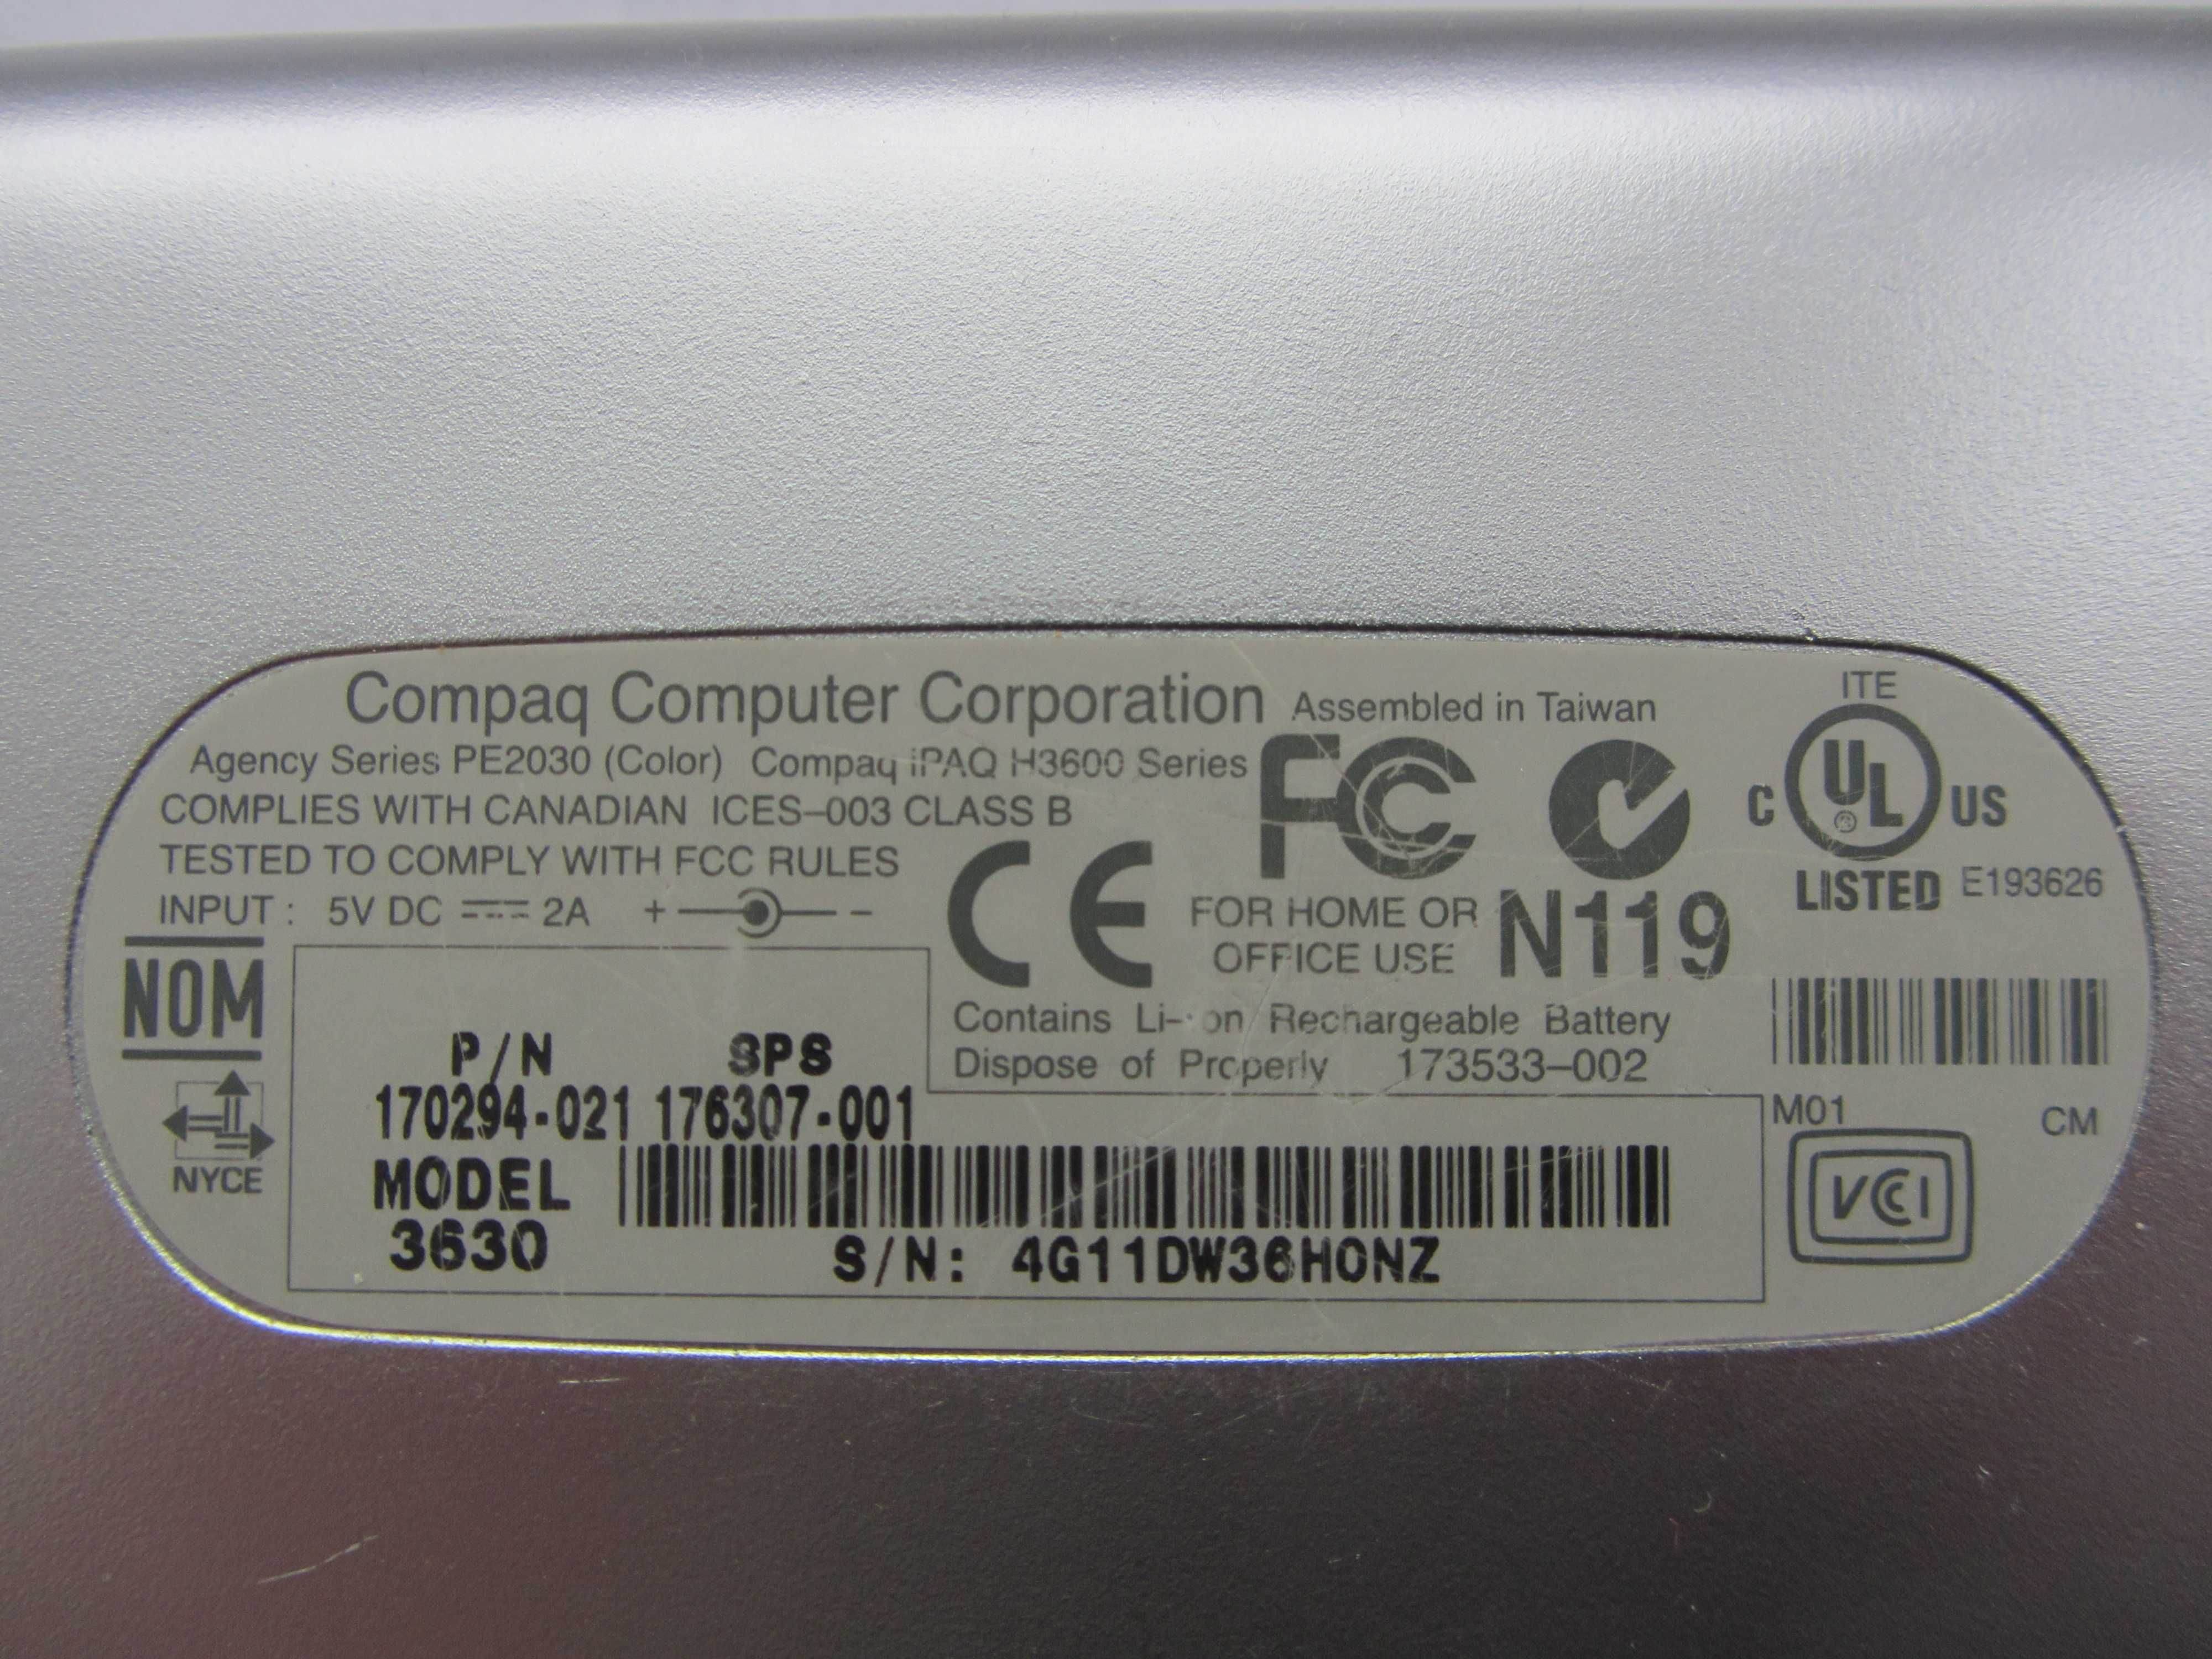 Compaq Computer Corporation Assembled in Taiwan
Agency Series PE2030 (Color) Compaq iPAQ H3600 Series
COMPLIES WITH CANADIAN ICES-003 CLASS B
TESTED TO COMPLY WITH FCC RULES
INPUT : 5V DC 2A + -
CE
FC
FOR HOME OR
OFFICE USE
N119
ITE
C UL ® US
LISTED E193626
NOM
NYCE
Contains Li-Ion Rechargeable Battery
Dispose of Properly 173533-002
P/N SPS
170294-021 176307-001
MODEL
3630
S/N: 4G11DW36H0NZ
M01 CM
VCCI